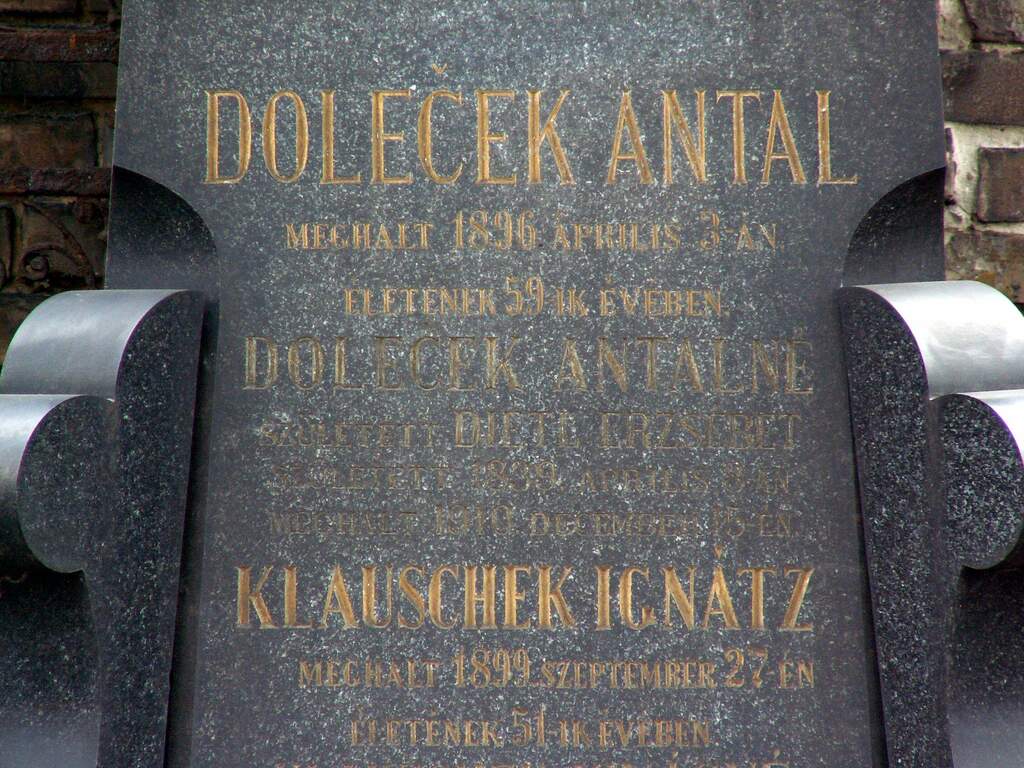 DOLEČEK ANTAL
MEGHALT 1896 ÁPRILIS 3-ÁN
ÉLETÉNEK 59-IK ÉVÉBEN.
DOLEČEK ANTALNÉ
SZÜLETETT DIETL ERZSÉBET
SZÜLETETT 1839 ÁPRILIS 8-ÁN
MEGHALT 1910 DECEMBER 15-ÉN
KLAUSCHEK IGNÁTZ
MEGHALT 1899 SZEPTEMBER 27-ÉN
ÉLETÉNEK 51-IK ÉVÉBEN